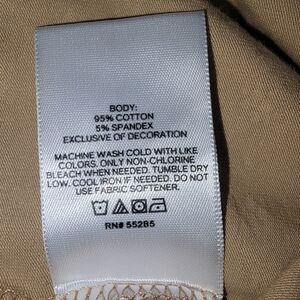 BODY:
95% COTTON
5% SPANDEX
EXCLUSIVE OF DECORATION
MACHINE WASH COLD WITH LIKE
COLORS. ONLY NON-CHLORINE
BLEACH WHEN NEEDED. TUMBLE DRY
LOW. COOL IRON IF NEEDED. DO NOT
USE FABRIC SOFTENER.
RN# 55285